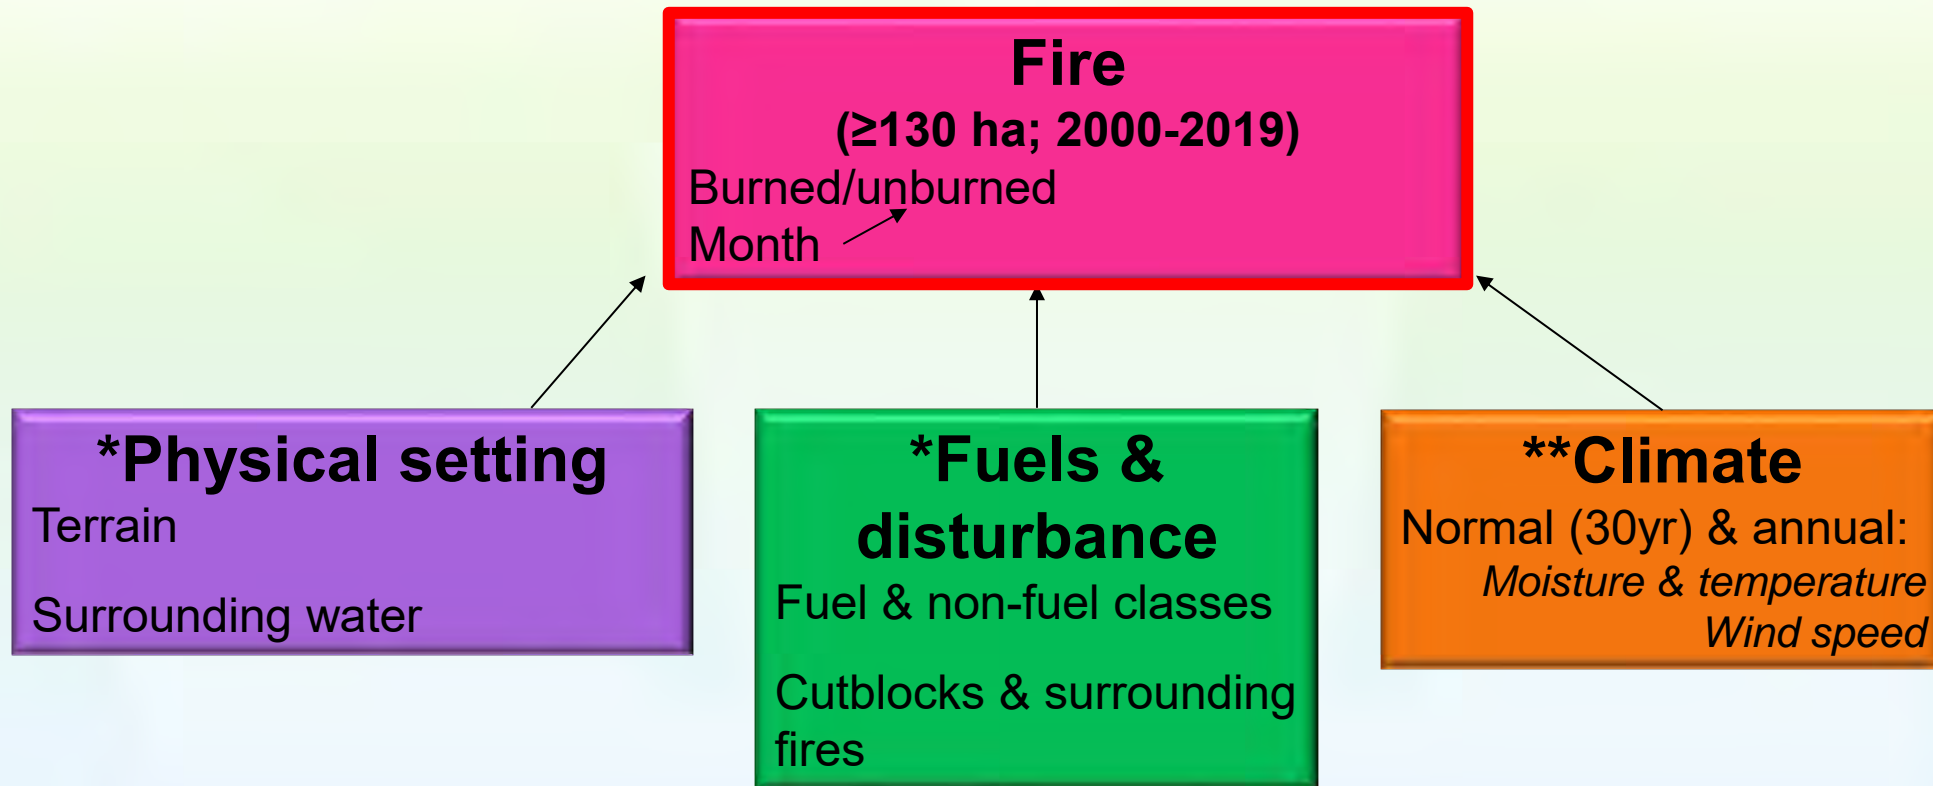 Fire
(≥130 ha; 2000-2019)
Burned/unburned
Month
*Physical setting
Terrain
Surrounding water
*Fuels &
disturbance
Fuel & non-fuel classes
Cutblocks & surrounding
fires
**Climate
Normal (30yr) & annual:
Moisture & temperature
Wind speed